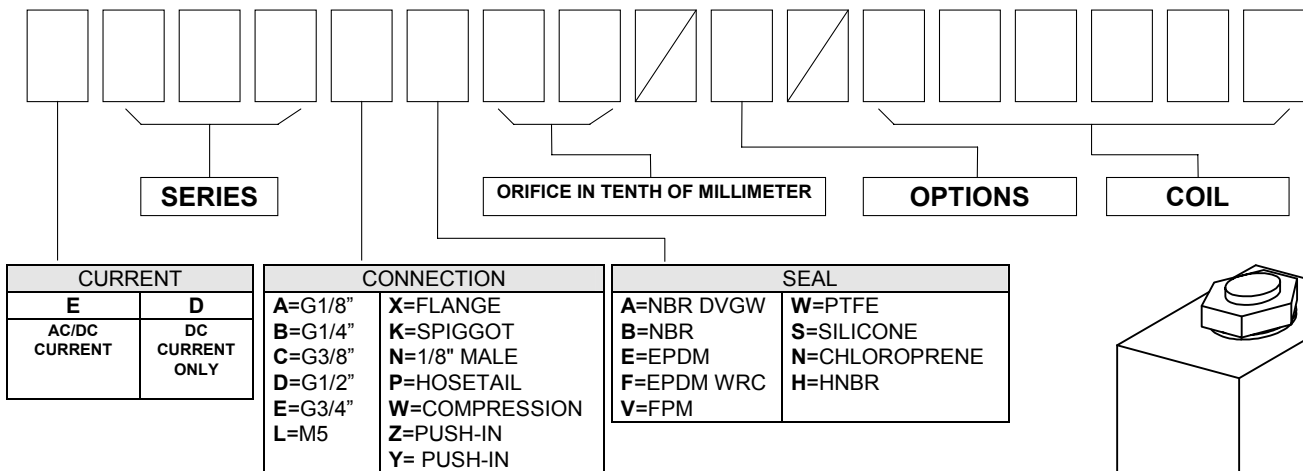 SERIES
ORIFICE IN TENTH OF MILLIMETER
OPTIONS
COIL
CURRENT
E D
AC/DC CURRENT
DC CURRENT ONLY
CONNECTION
A=G1/8” X=FLANGE
B=G1/4” K=SPIGGOT
C=G3/8” N=1/8" MALE
D=G1/2” P=HOSETAIL
E=G3/4” W=COMPRESSION
L=M5 Z=PUSH-IN
Y= PUSH-IN
SEAL
A=NBR DVGW W=PTFE
B=NBR S=SILICONE
E=EPDM N=CHLOROPRENE
F=EPDM WRC H=HNBR
V=FPM